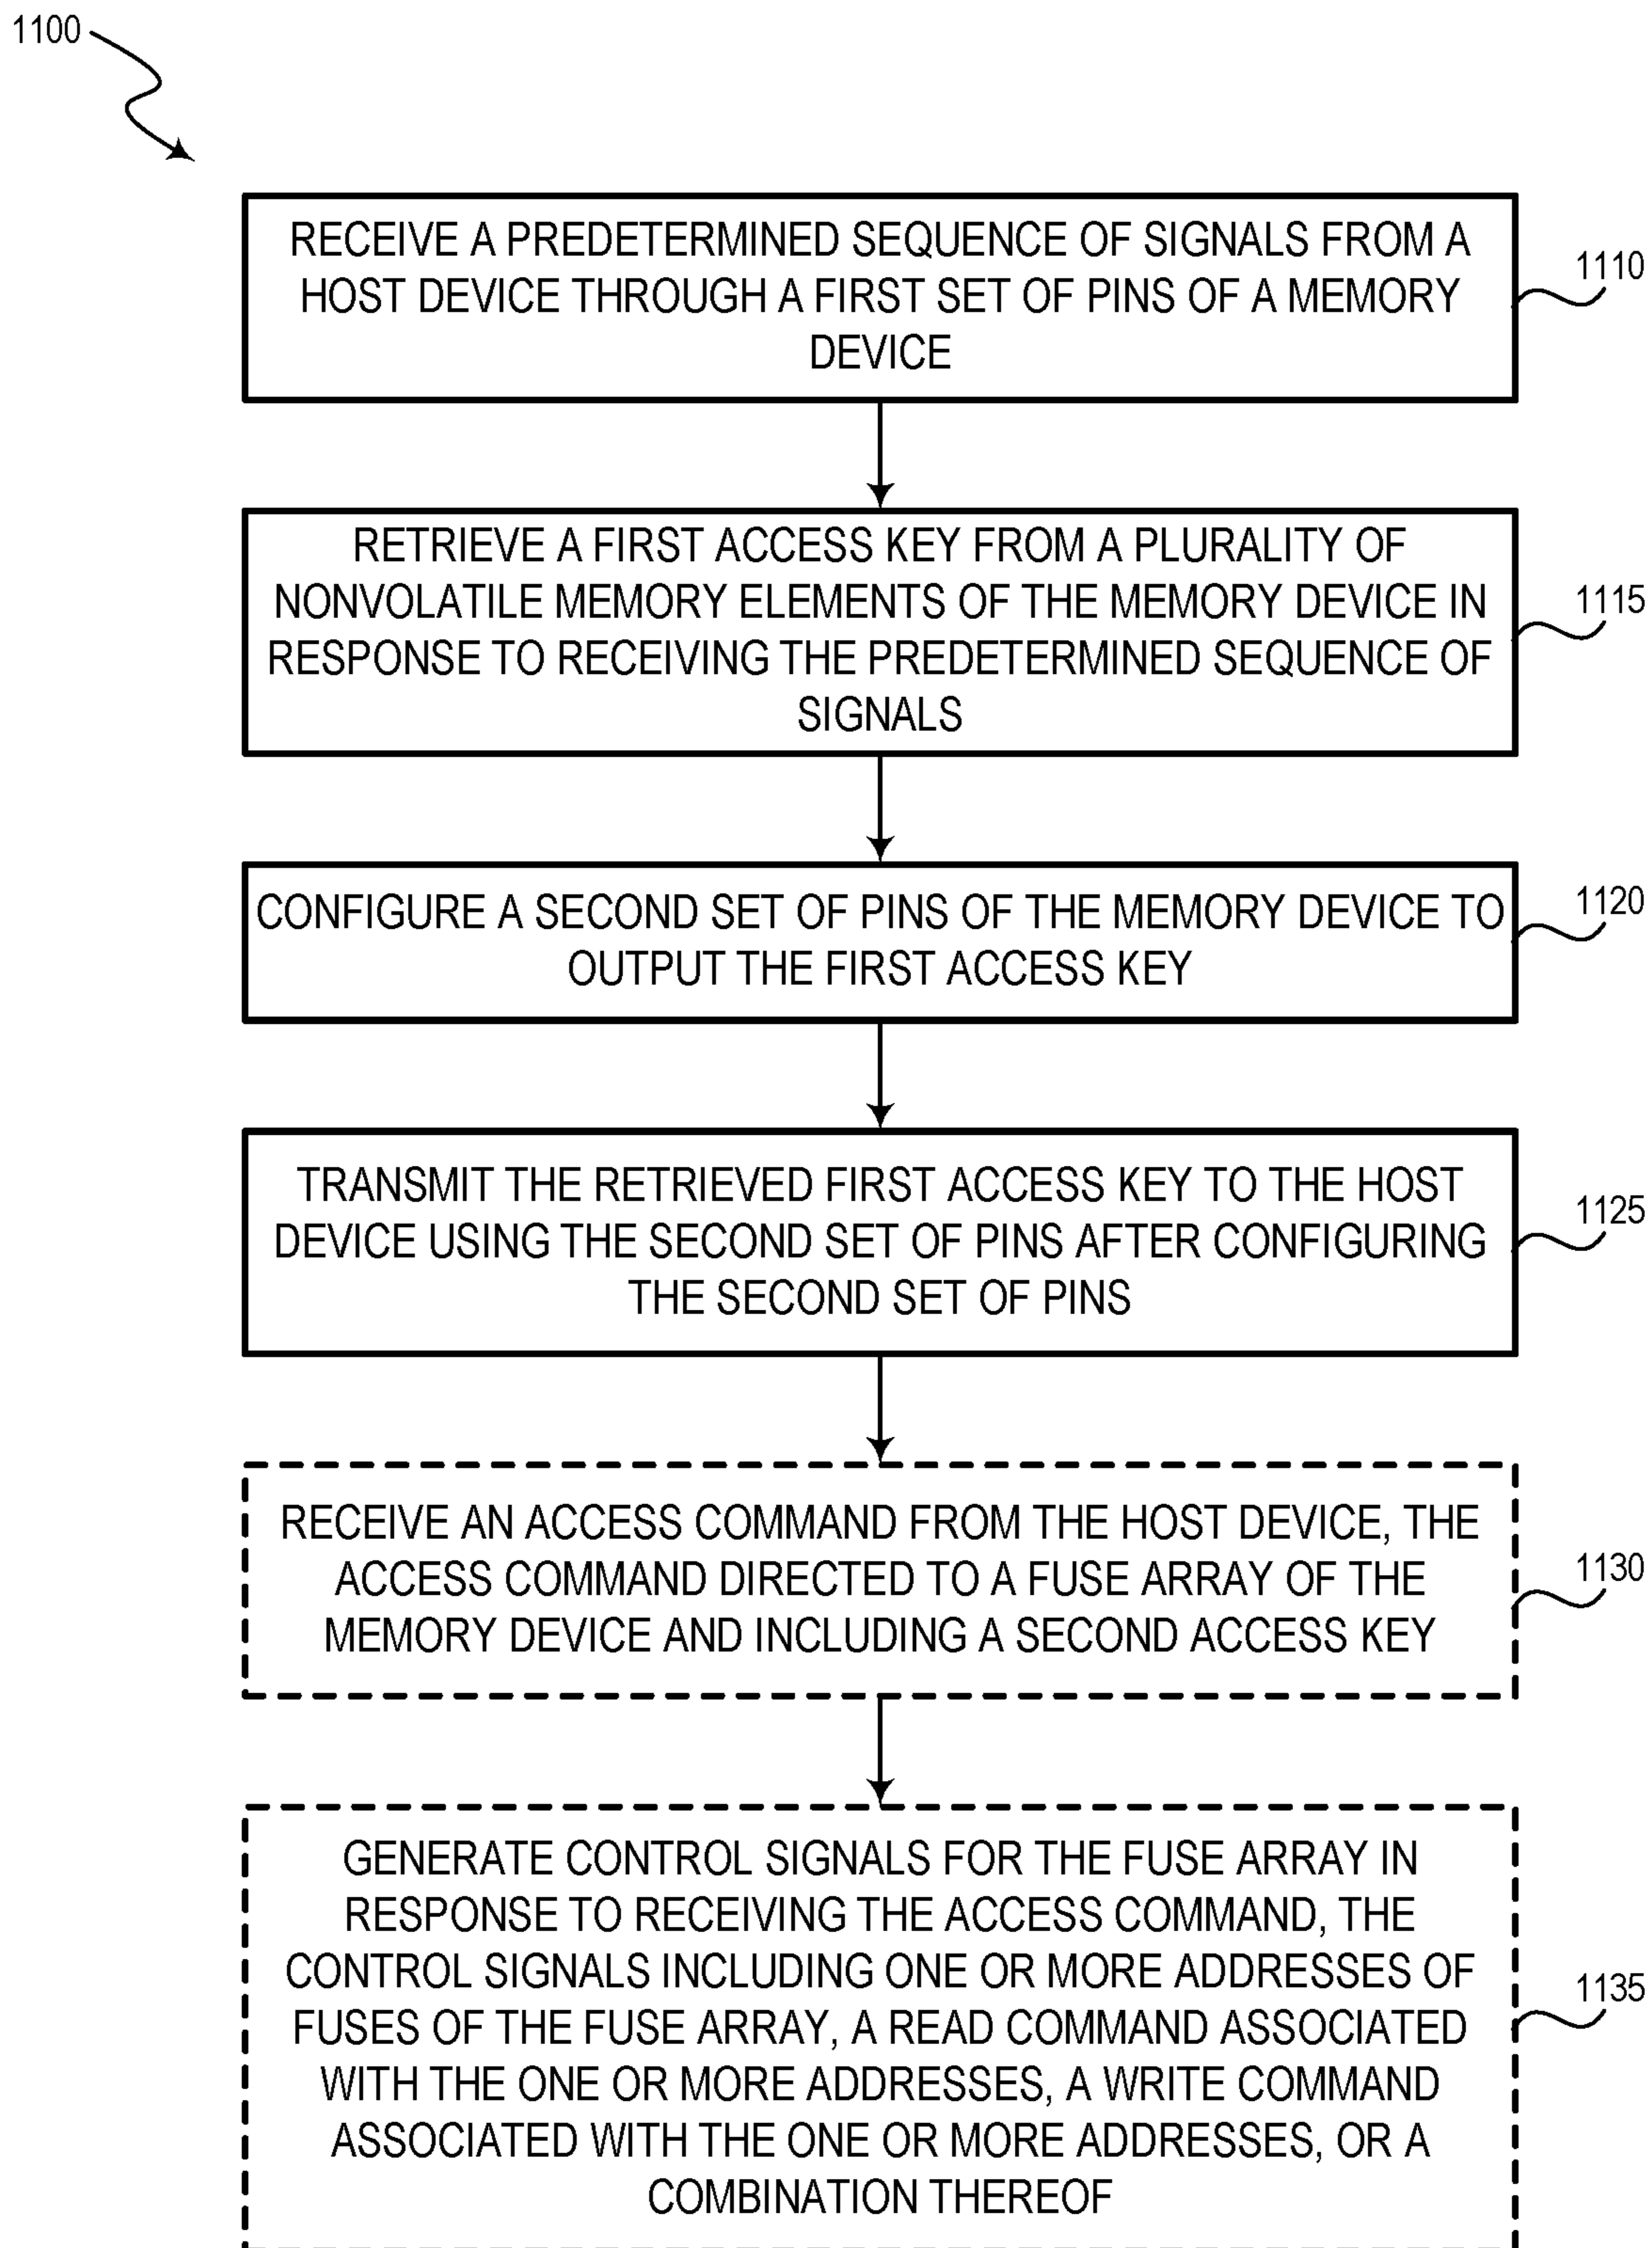 1100
RECEIVE A PREDETERMINED SEQUENCE OF SIGNALS FROM A
HOST DEVICE THROUGH A FIRST SET OF PINS OF A MEMORY
DEVICE
1110
RETRIEVE A FIRST ACCESS KEY FROM A PLURALITY OF
NONVOLATILE MEMORY ELEMENTS OF THE MEMORY DEVICE IN
RESPONSE TO RECEIVING THE PREDETERMINED SEQUENCE OF
SIGNALS
1115
CONFIGURE A SECOND SET OF PINS OF THE MEMORY DEVICE TO
OUTPUT THE FIRST ACCESS KEY
1120
TRANSMIT THE RETRIEVED FIRST ACCESS KEY TO THE HOST
DEVICE USING THE SECOND SET OF PINS AFTER CONFIGURING
THE SECOND SET OF PINS
1125
RECEIVE AN ACCESS COMMAND FROM THE HOST DEVICE, THE
ACCESS COMMAND DIRECTED TO A FUSE ARRAY OF THE
MEMORY DEVICE AND INCLUDING A SECOND ACCESS KEY
1130
GENERATE CONTROL SIGNALS FOR THE FUSE ARRAY IN
RESPONSE TO RECEIVING THE ACCESS COMMAND, THE
CONTROL SIGNALS INCLUDING ONE OR MORE ADDRESSES OF
FUSES OF THE FUSE ARRAY, A READ COMMAND ASSOCIATED
WITH THE ONE OR MORE ADDRESSES, A WRITE COMMAND
ASSOCIATED WITH THE ONE OR MORE ADDRESSES, OR A
COMBINATION THEREOF
1135